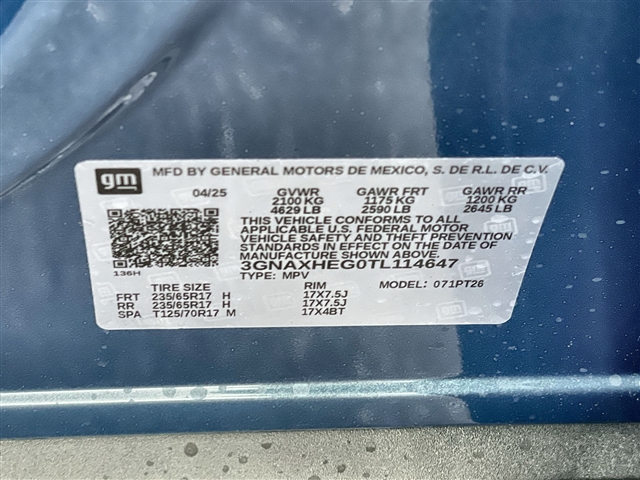 gm MFD BY GENERAL MOTORS DE MEXICO, S. DE R.L. DE C.V.
04/25 GVWR GAWR FRT GAWR RR
2100 KG 1175 KG 1200 KG
4629 LB 2590 LB 2645 LB
THIS VEHICLE CONFORMS TO ALL APPLICABLE
U.S. FEDERAL MOTOR
VEHICLE SAFETY AND THEFT PREVENTION
STANDARDS IN EFFECT ON THE DATE OF
MANUFACTURE SHOWN ABOVE.
136H 3GNAXHEG0TL114647
TYPE: MPV MODEL: 071PT26
TIRE SIZE RIM
FRT 235/65R17 H 17X7.5J
RR 235/65R17 H 17X7.5J
SPA T125/70R17 M 17X4BT